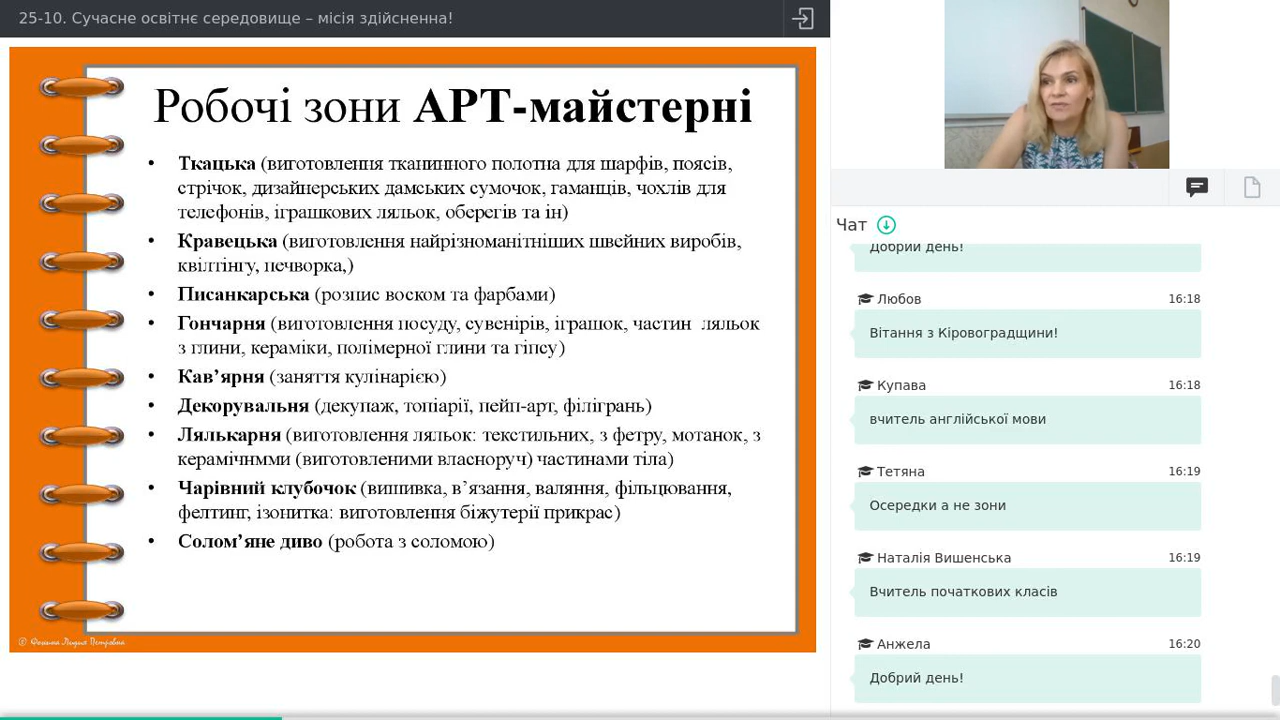 25-10. Сучасне освітнє середовище – місія здійсненна!
Робочі зони АРТ-майстерні
• Ткацька (виготовлення тканинного полотна для шарфів, поясів,
стрічок, дизайнерських дамських сумочок, гаманців, чохлів для
телефонів, іграшкових ляльок, оберегів та ін)
• Кравецька (виготовлення найрізноманітніших швейних виробів,
квілтінгу, печворка,)
• Писанкарська (розпис воском та фарбами)
• Гончарня (виготовлення посуду, сувенірів, іграшок, частин ляльок
з глини, кераміки, полімерної глини та гіпсу)
• Кав’ярня (заняття кулінарією)
• Декорувальня (декупаж, топіарії, пейп-арт, філігрань)
• Лялькарня (виготовлення ляльок: текстильних, з фетру, мотанок, з
керамічнмми (виготовленими власноруч) частинами тіла)
• Чарівний клубочок (вишивка, в’язання, валяння, фільцювання,
фелтинг, ізонитка: виготовлення біжутерії прикрас)
• Солом’яне диво (робота з соломою)
© Фокина Лидия Петровна
Чат
Добрий день!
Любов 16:18
Вітання з Кіровоградщини!
Купава 16:18
вчитель англійської мови
Тетяна 16:19
Осередки а не зони
Наталія Вишенська 16:19
Вчитель початкових класів
Анжела 16:20
Добрий день!